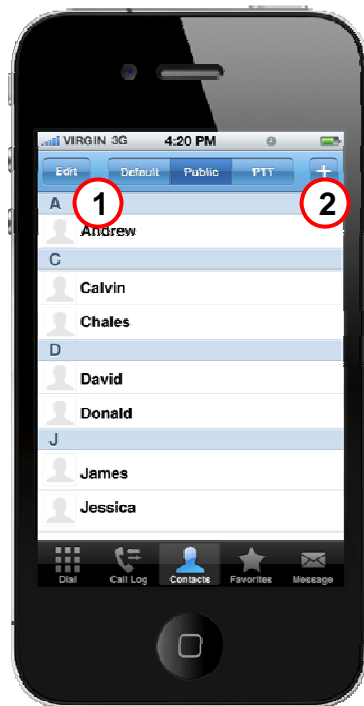 VIRGIN 3G 4:20 PM
Edit Default Public PTT +
A 1 2
Andrew
C
Calvin
Chales
D
David
Donald
J
James
Jessica
Dial Call Log Contacts Favorites Message